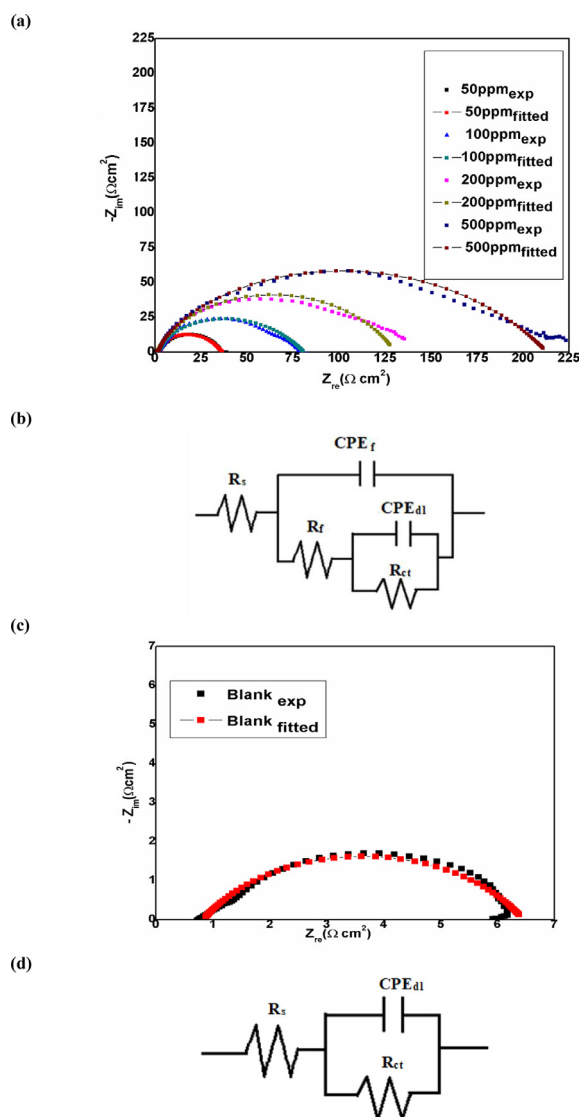 (a)
225
200
175
150
125
100
75
50
25
0
-Z_im(Ωcm²)
50ppm_exp
50ppm_fitted
100ppm_exp
100ppm_fitted
200ppm_exp
200ppm_fitted
500ppm_exp
500ppm_fitted
0 25 50 75 100 125 150 175 200 225
Z_re(Ω cm²)
(b)
CPE_f
R_s
CPE_dl
R_f
R_ct
(c)
7
6
5
4
3
2
1
0
- Z_im(Ωcm²)
Blank_exp
Blank_fitted
0 1 2 3 4 5 6 7
Z_re(Ω cm²)
(d)
CPE_dl
R_s
R_ct